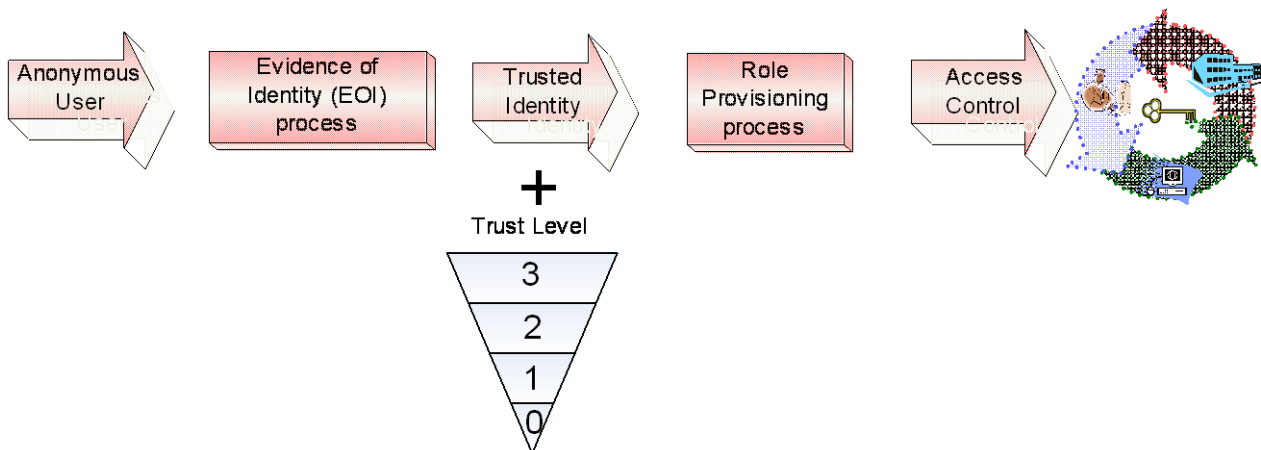 Anonymous
User
Evidence of
Identity (EOI)
process
Trusted
Identity
Role
Provisioning
process
Access
Control
+
Trust Level
3
2
1
0